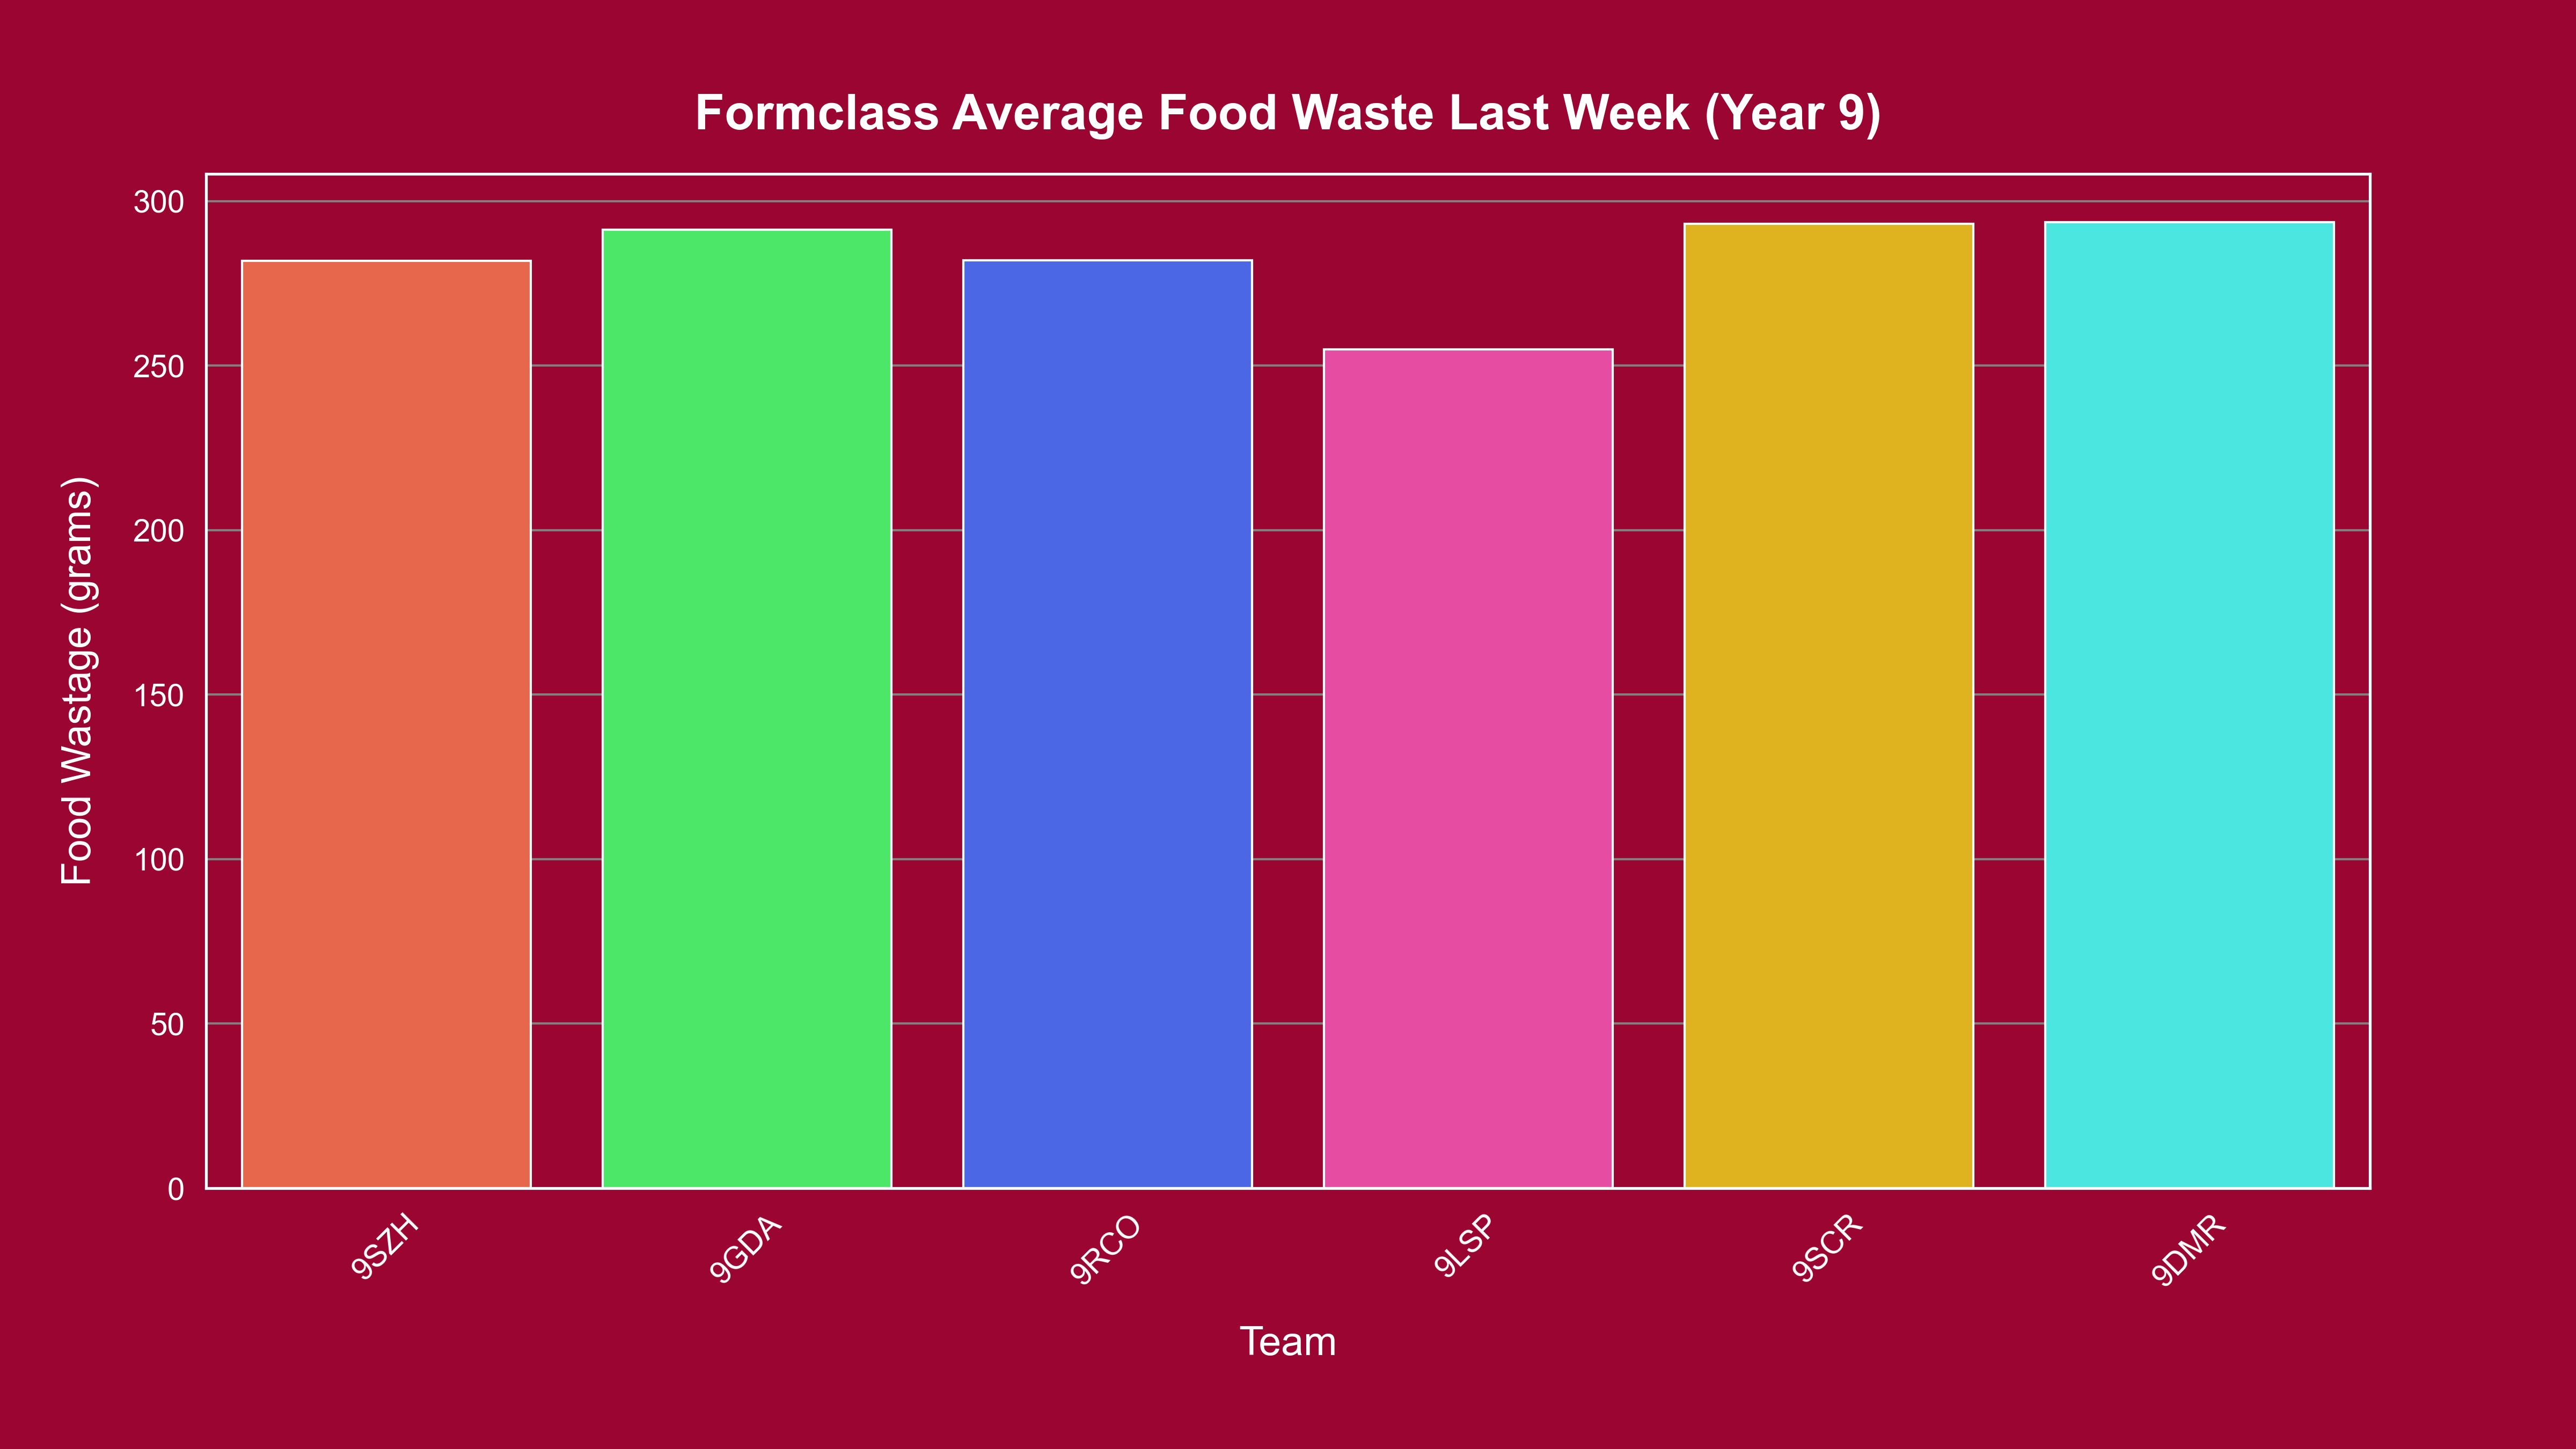 Formclass Average Food Waste Last Week (Year 9)
Food Wastage (grams)
300
250
200
150
100
50
0
9SZH
9GDA
9RCO
9LSP
9SCR
9DMR
Team